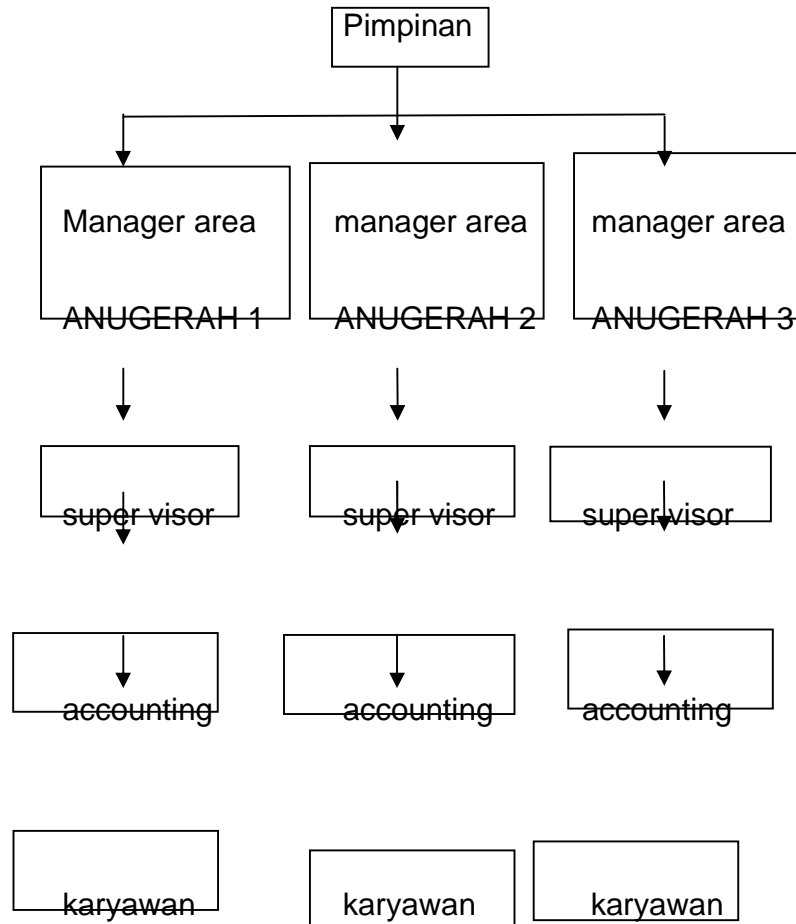 Pimpinan
Manager area manager area manager area
ANUGERAH 1 ANUGERAH 2 ANUGERAH 3
super visor super visor super visor
accounting accounting accounting
karyawan karyawan karyawan